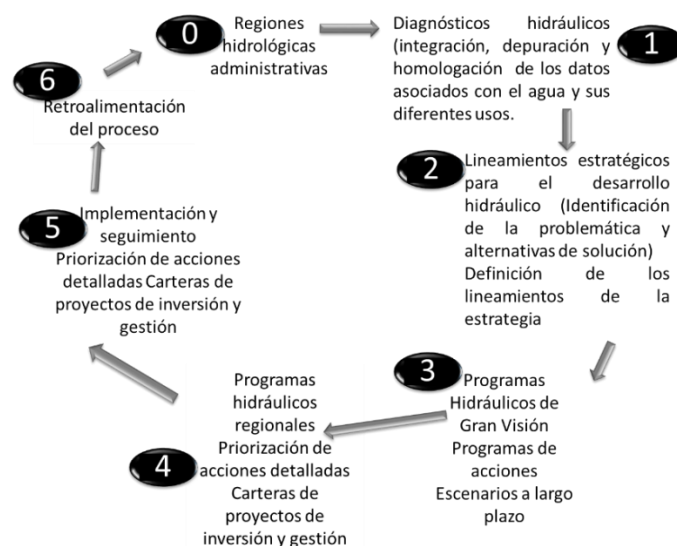 0
Regiones
hidrológicas
administrativas
1
Diagnósticos hidráulicos
(integración, depuración y
homologación de los datos
asociados con el agua y sus
diferentes usos.
2
Lineamientos estratégicos
para el desarrollo
hidráulico (Identificación
de la problemática y
alternativas de solución)
Definición de los
lineamientos de la
estrategia
3
Programas
Hidráulicos de
Gran Visión
Programas de
acciones
Escenarios a largo
plazo
4
Programas
hidráulicos
regionales
Priorización de
acciones detalladas
Carteras de
proyectos de
inversión y gestión
5
Implementación y
seguimiento
Priorización de acciones
detalladas Carteras de
proyectos de inversión y
gestión
6
Retroalimentación
del proceso